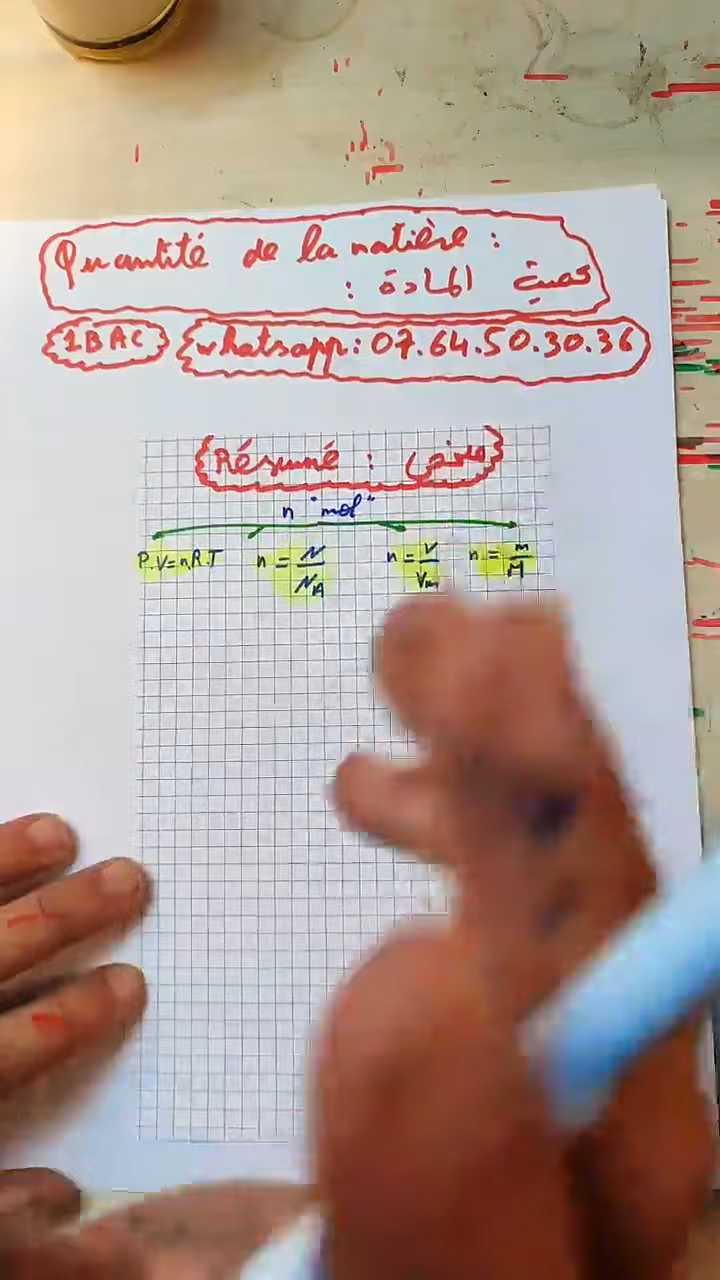 Quantité de la matière :
كمية المادة :
1BAC whatsapp: 07.64.50.30.36
Résumé : ملخص
n "mol"
P.V=n.R.T n = N/NA n = V/Vm n = m/M